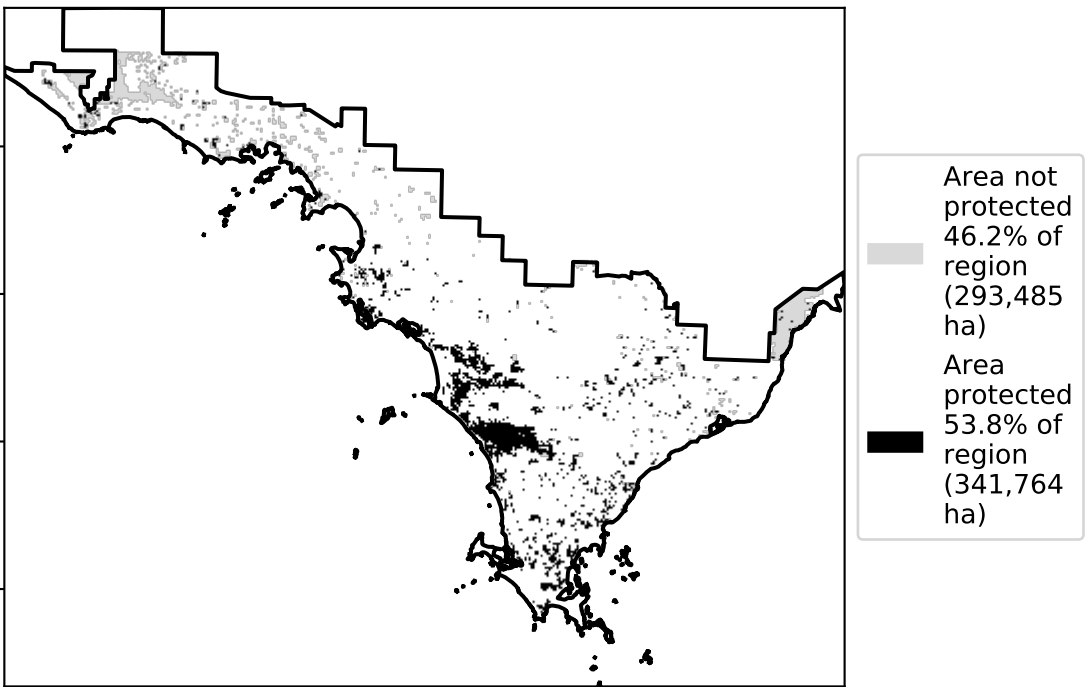 Area not
protected
46.2% of
region
(293,485
ha)
Area
protected
53.8% of
region
(341,764
ha)